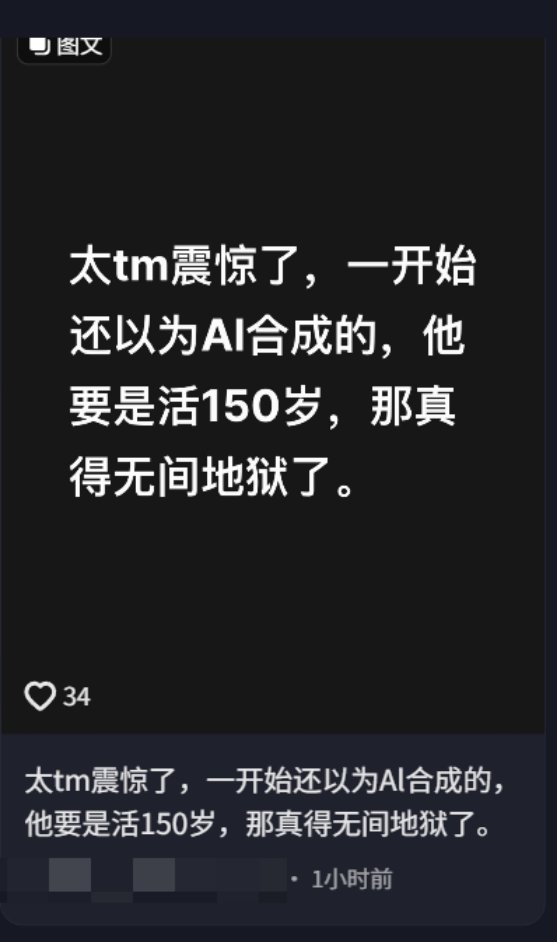 图文
太tm震惊了，一开始
还以为AI合成的，他
要是活150岁，那真
得无间地狱了。
34
太tm震惊了，一开始还以为AI合成的，
他要是活150岁，那真得无间地狱了。
· 1小时前